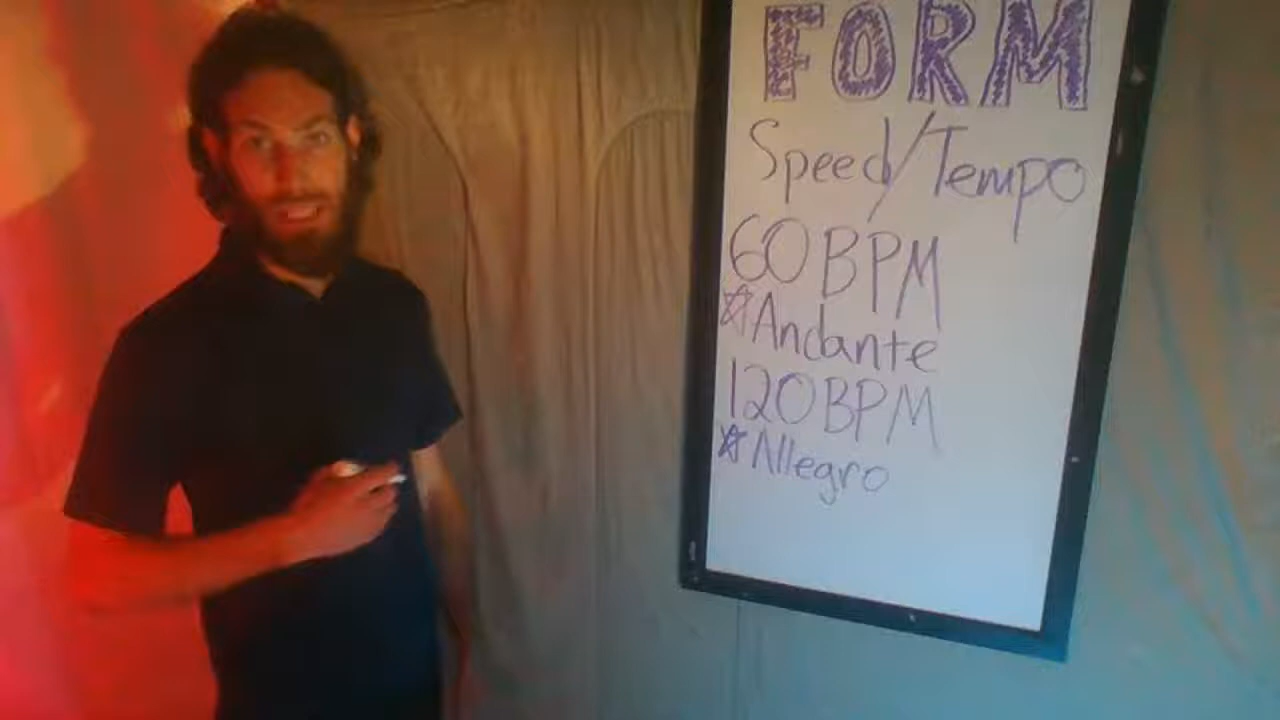 FORM
Speed/Tempo
60 BPM
☆Andante
120 BPM
☆Allegro